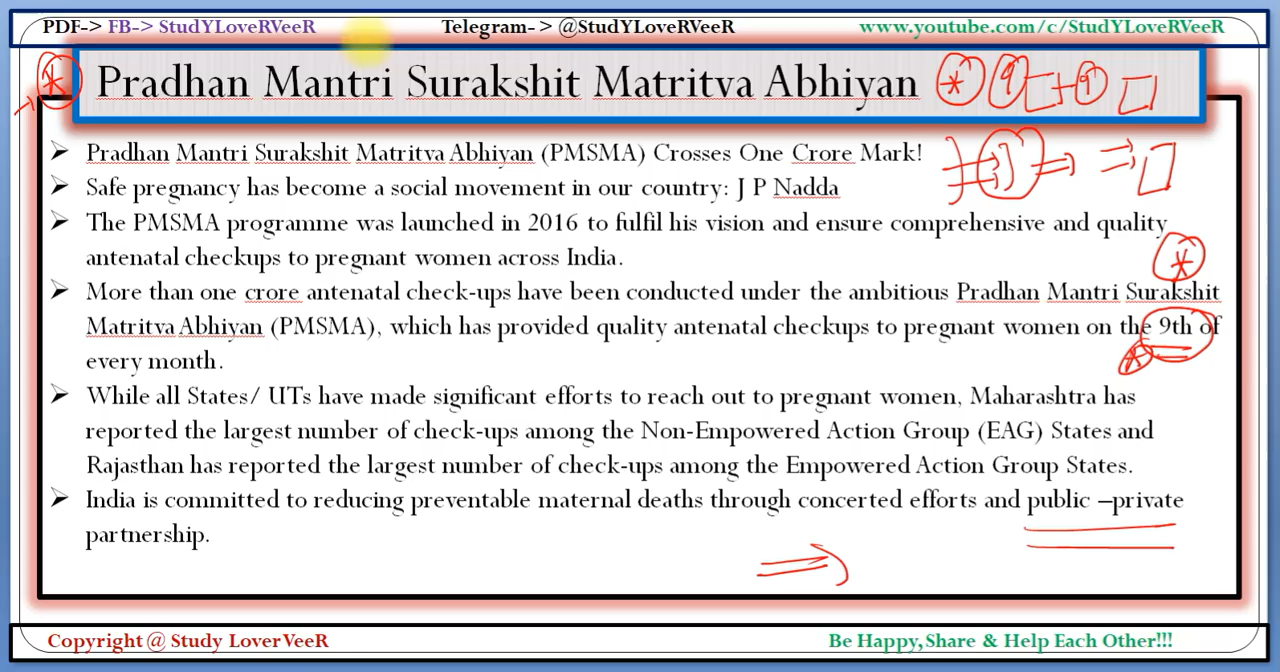 PDF-> FB-> StudYLoveRVeeR Telegram- > @StudYLoveRVeeR www.youtube.com/c/StudYLoveRVeeR
* Pradhan Mantri Surakshit Matritva Abhiyan * 9 + 9
➢ Pradhan Mantri Surakshit Matritva Abhiyan (PMSMA) Crosses One Crore Mark!
➢ Safe pregnancy has become a social movement in our country: J P Nadda
➢ The PMSMA programme was launched in 2016 to fulfil his vision and ensure comprehensive and quality
antenatal checkups to pregnant women across India.
➢ More than one crore antenatal check-ups have been conducted under the ambitious Pradhan Mantri Surakshit
Matritva Abhiyan (PMSMA), which has provided quality antenatal checkups to pregnant women on the 9th of
every month.
➢ While all States/ UTs have made significant efforts to reach out to pregnant women, Maharashtra has
reported the largest number of check-ups among the Non-Empowered Action Group (EAG) States and
Rajasthan has reported the largest number of check-ups among the Empowered Action Group States.
➢ India is committed to reducing preventable maternal deaths through concerted efforts and public –private
partnership.
Copyright @ Study LoverVeeR Be Happy,Share & Help Each Other!!!